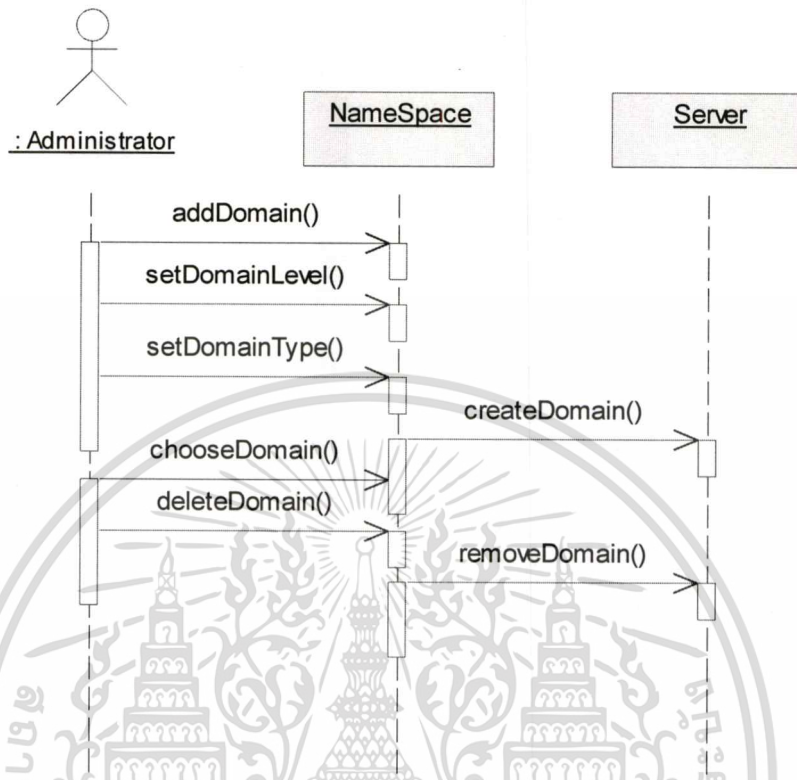 : Administrator
NameSpace
Server
addDomain()
setDomainLevel()
setDomainType()
createDomain()
chooseDomain()
deleteDomain()
removeDomain()